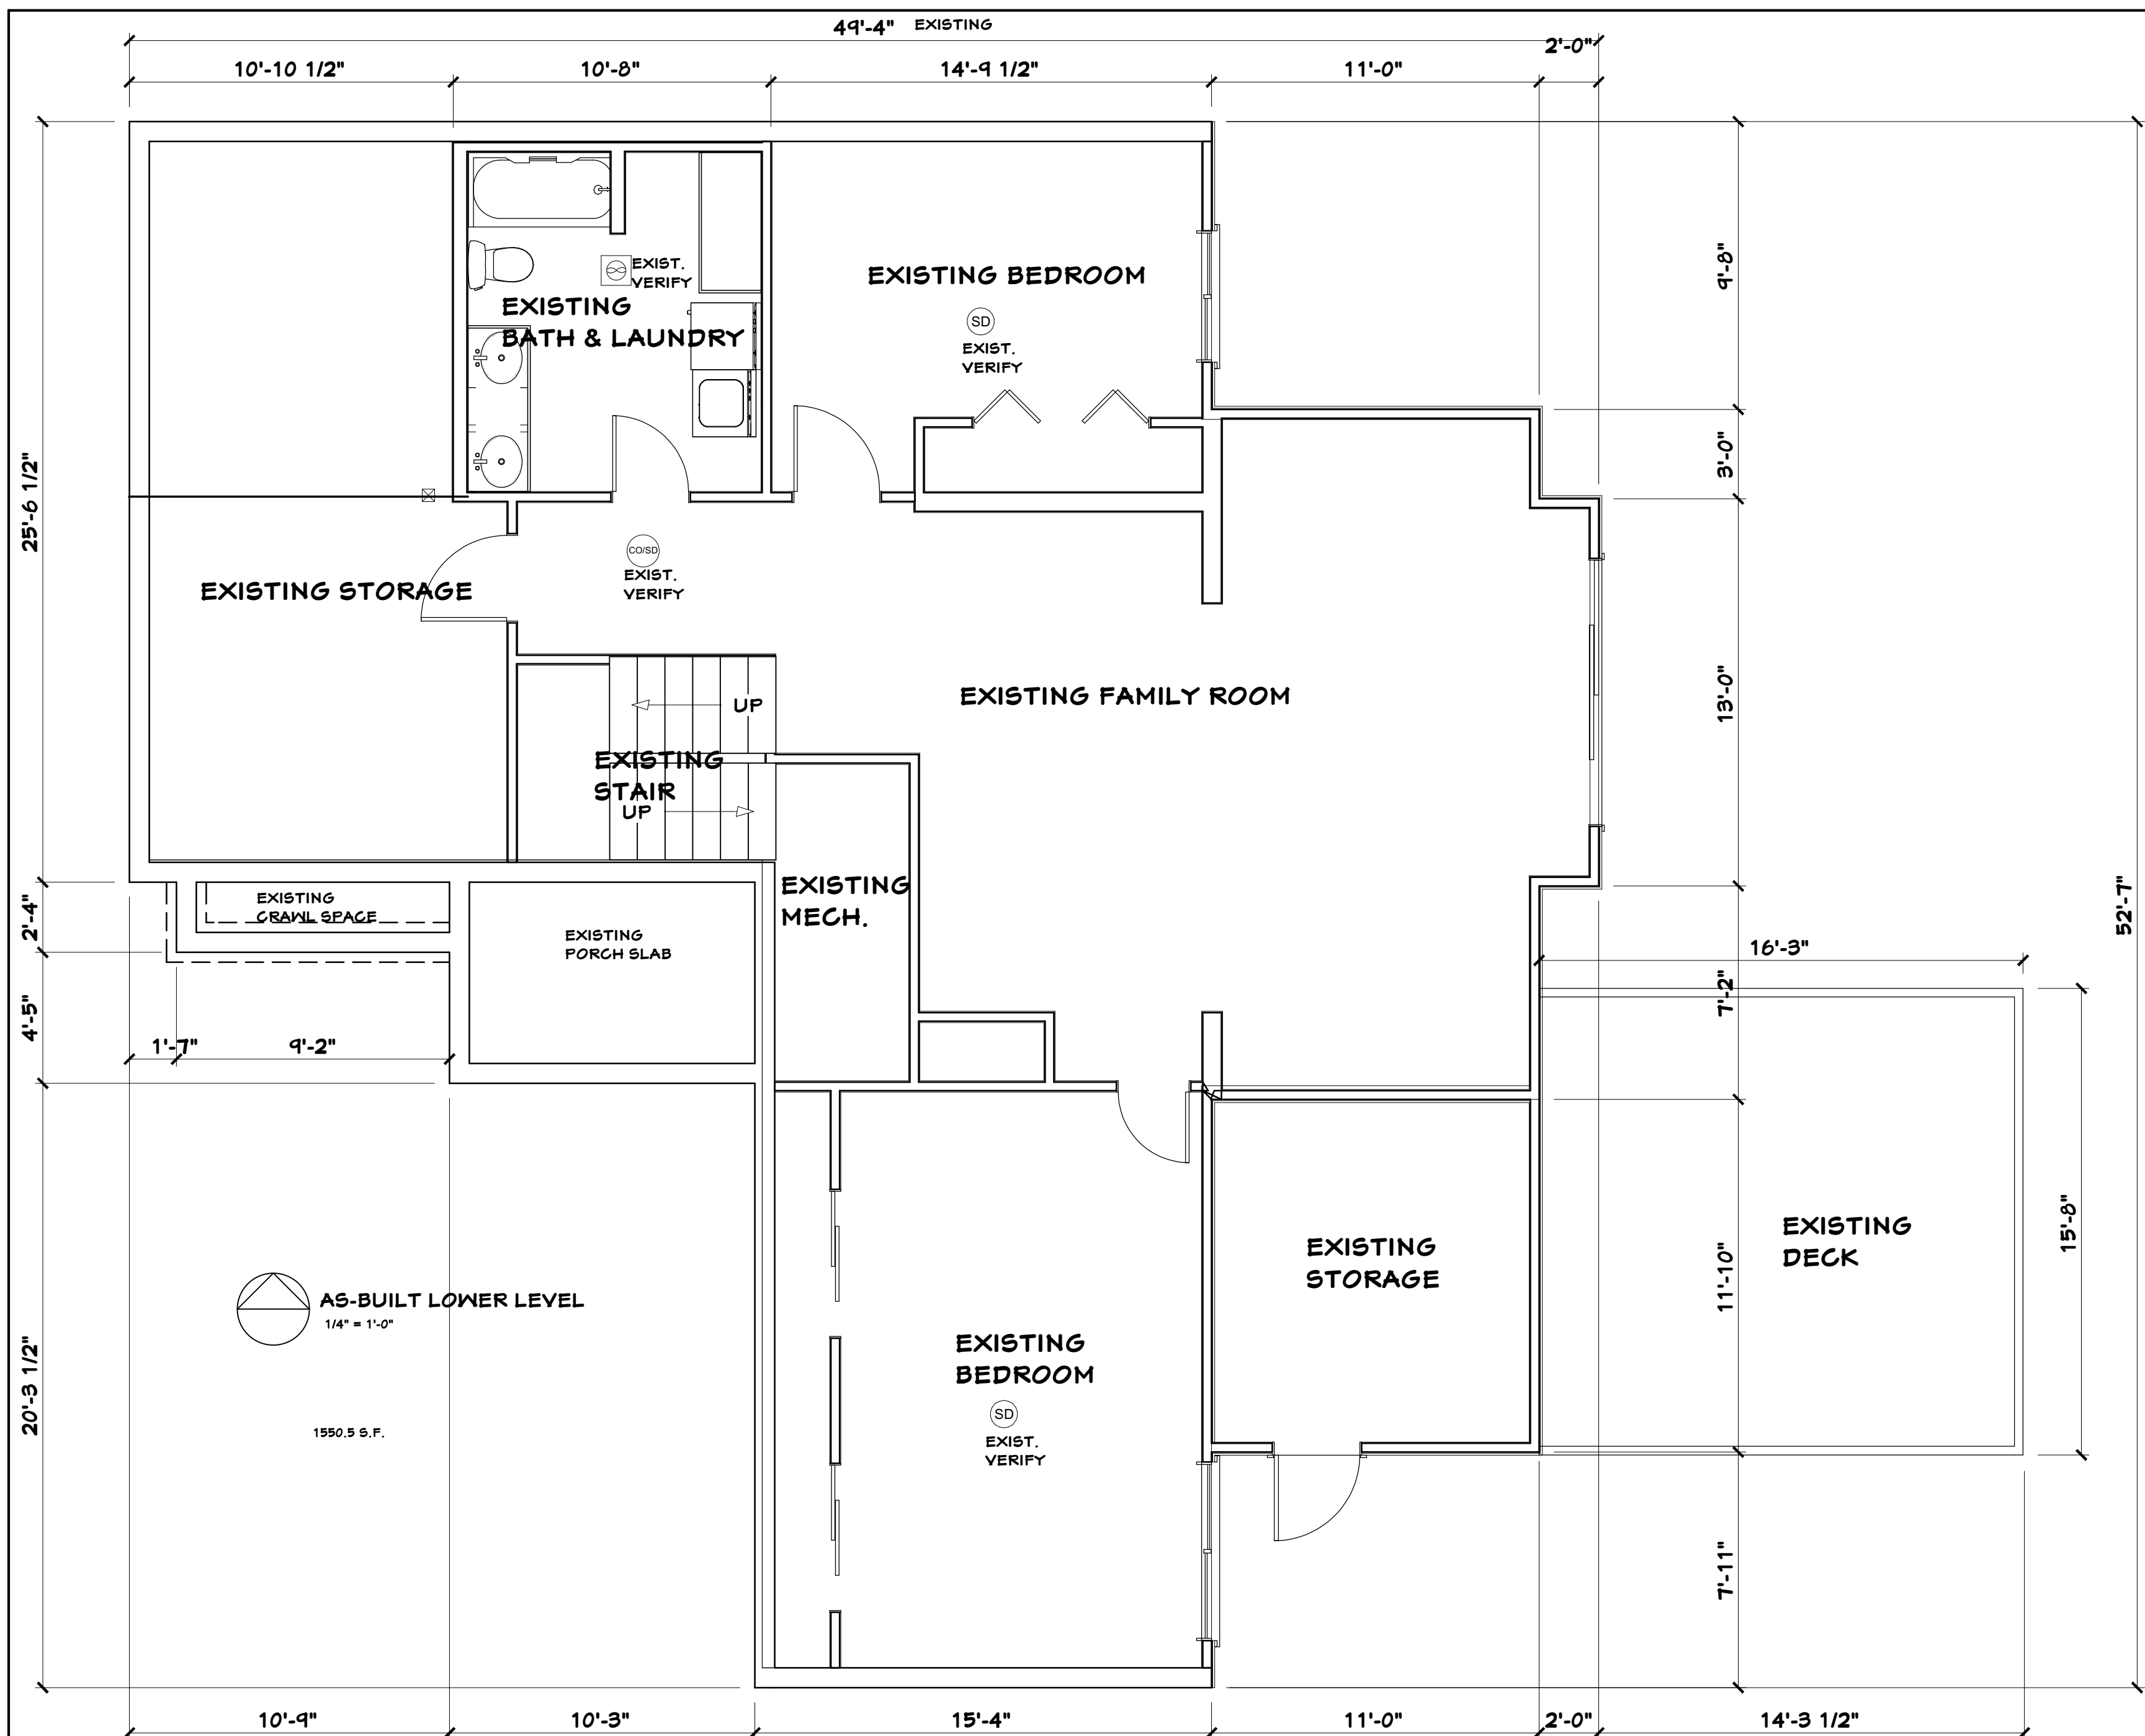 49'-4" EXISTING
2'-0"
10'-10 1/2"
10'-8"
14'-9 1/2"
11'-0"
9'-8"
EXIST.
VERIFY
EXISTING
BATH & LAUNDRY
EXISTING BEDROOM
SD
EXIST.
VERIFY
3'-0"
25'-6 1/2"
CO/SD
EXIST.
VERIFY
EXISTING STORAGE
EXISTING FAMILY ROOM
13'-0"
UP
EXISTING
STAIR
UP
EXISTING
MECH.
EXISTING
CRAWL SPACE
EXISTING
PORCH SLAB
2'-4"
52'-7"
16'-3"
7'-2"
4'-5"
1'-7"
9'-2"
EXISTING
DECK
15'-8"
EXISTING
STORAGE
11'-10"
AS-BUILT LOWER LEVEL
1/4" = 1'-0"
EXISTING
BEDROOM
SD
EXIST.
VERIFY
20'-3 1/2"
1550.5 S.F.
7'-11"
10'-9"
10'-3"
15'-4"
11'-0"
2'-0"
14'-3 1/2"